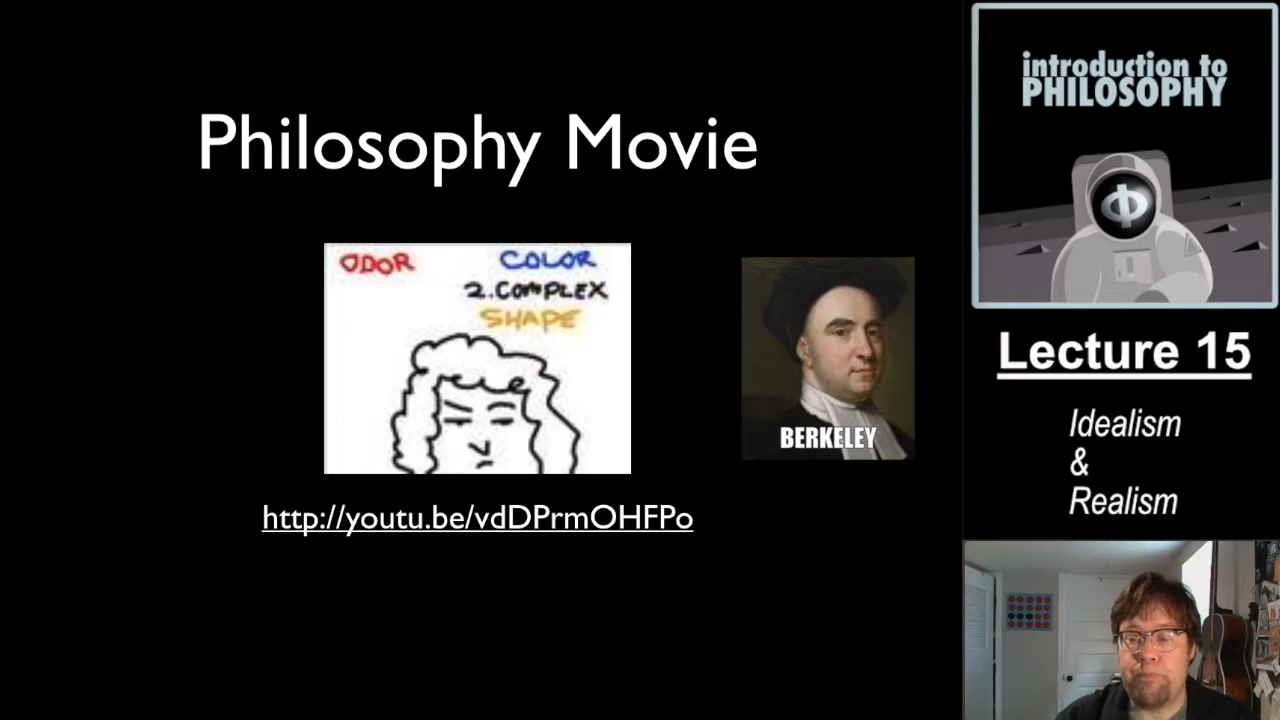 Philosophy Movie
ODOR
COLOR
2. COMPLEX
SHAPE
BERKELEY
http://youtu.be/vdDPrmOHFPo
introduction to
PHILOSOPHY
Φ
Lecture 15
Idealism
&
Realism